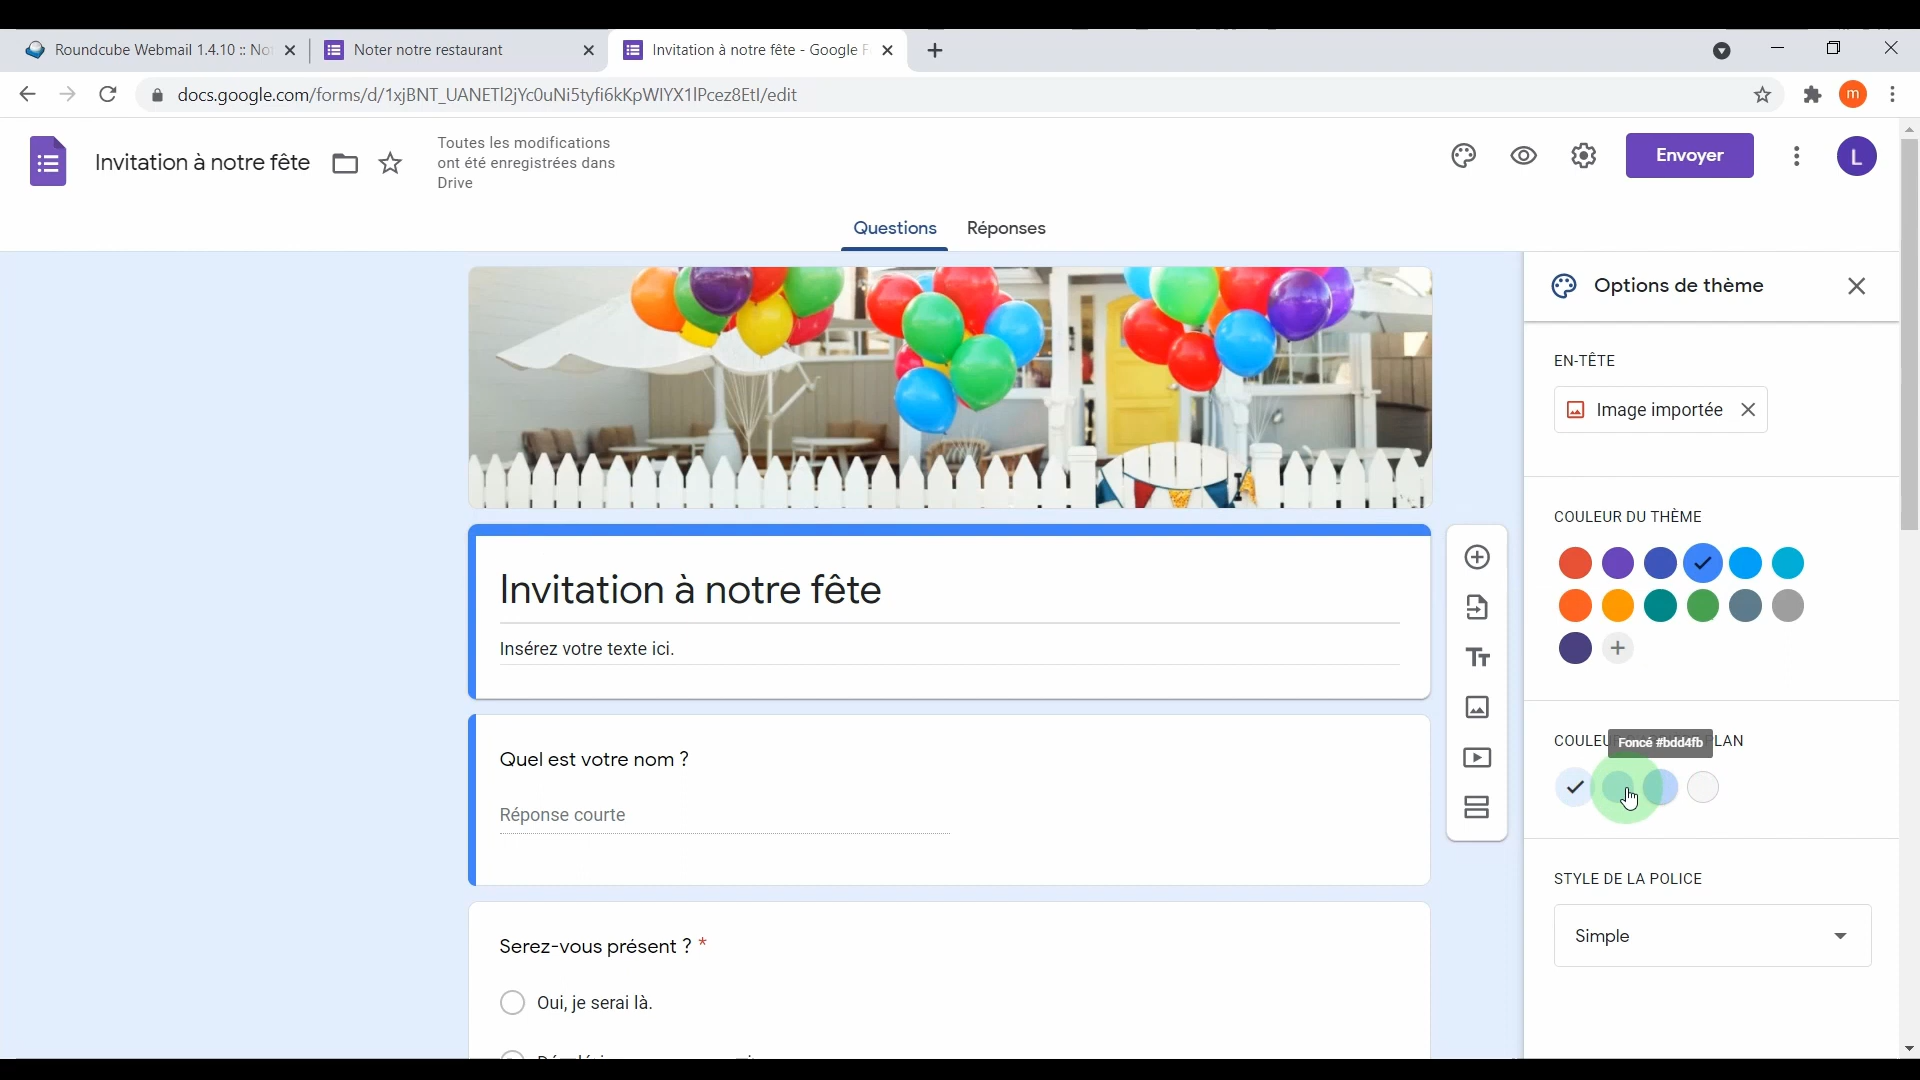 Roundcube Webmail 1.4.10 :: No
Noter notre restaurant
Invitation à notre fête - Google F
docs.google.com/forms/d/1xjBNT_UANETl2jYc0uNi5tyfi6kKpWIYX1lPcez8EtI/edit
m
Invitation à notre fête
Toutes les modifications
ont été enregistrées dans
Drive
Envoyer
L
Questions
Réponses
Options de thème
EN-TÊTE
Image importée
COULEUR DU THÈME
Invitation à notre fête
Insérez votre texte ici.
Tт
Quel est votre nom ?
Réponse courte
Foncé #bdd4fb
STYLE DE LA POLICE
Simple
Serez-vous présent ? *
Oui, je serai là.